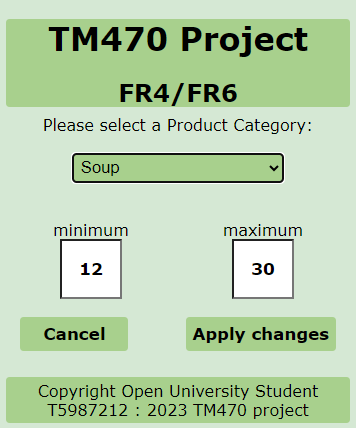 TM470 Project
FR4/FR6
Please select a Product Category:
Soup
minimum maximum
12 30
Cancel Apply changes
Copyright Open University Student
T5987212 : 2023 TM470 project